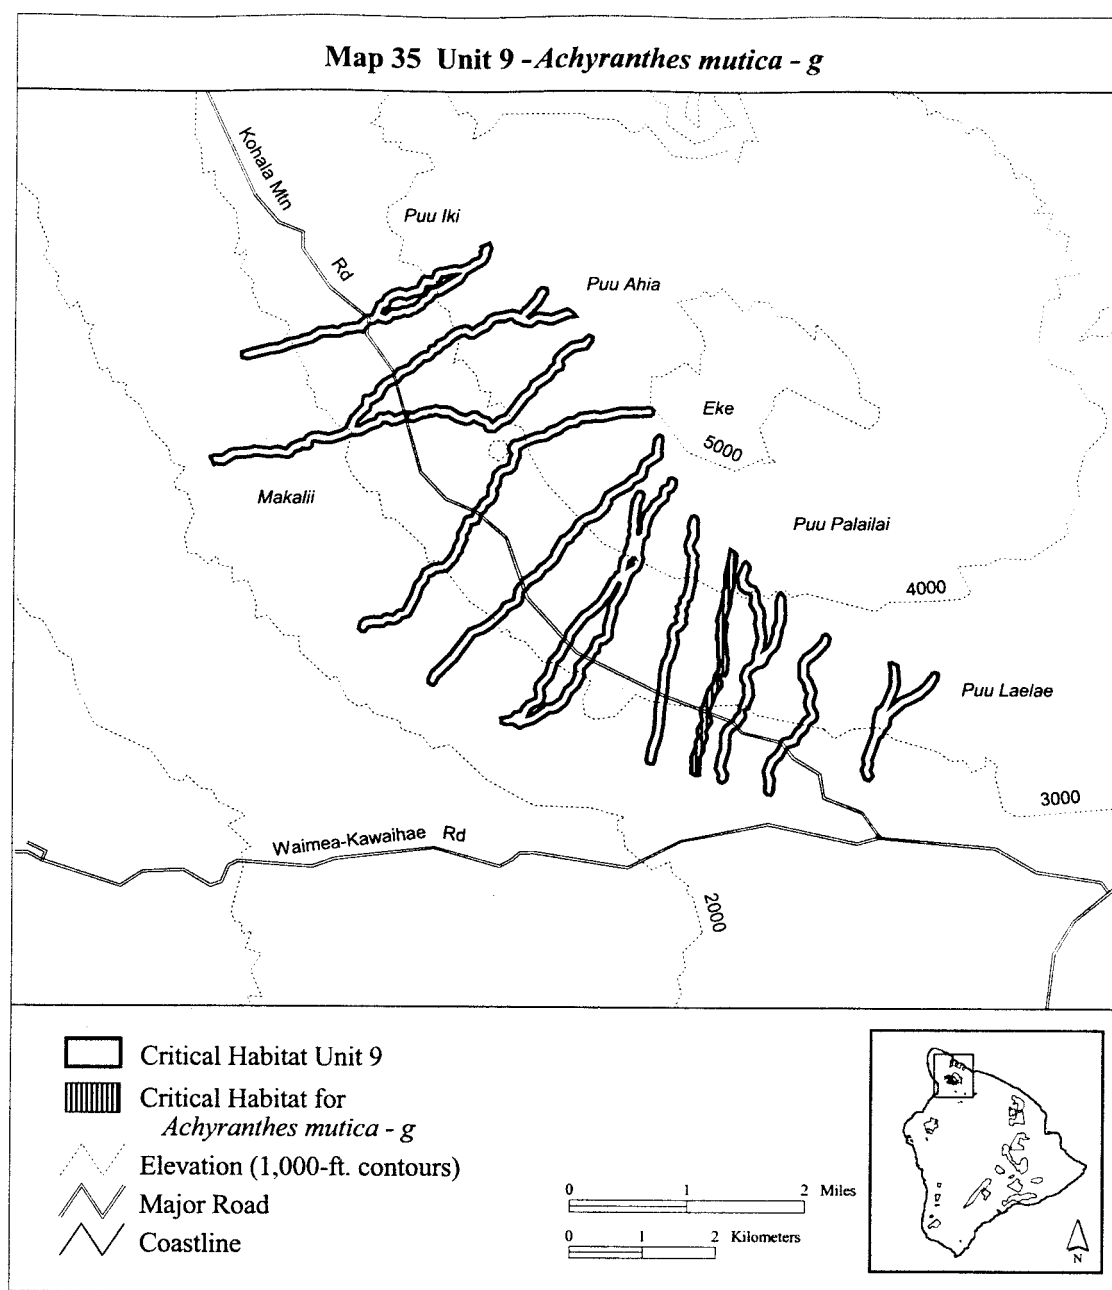 Map 35 Unit 9 - Achyranthes mutica - g
Kohala Mtn
Rd
Puu Iki
Puu Ahia
Eke
5000
Makalii
Puu Palailai
4000
Puu Laelae
3000
Waimea-Kawaihae Rd
2000
Critical Habitat Unit 9
Critical Habitat for
Achyranthes mutica - g
Elevation (1,000-ft. contours)
Major Road
Coastline
0 1 2 Miles
0 1 2 Kilometers
N